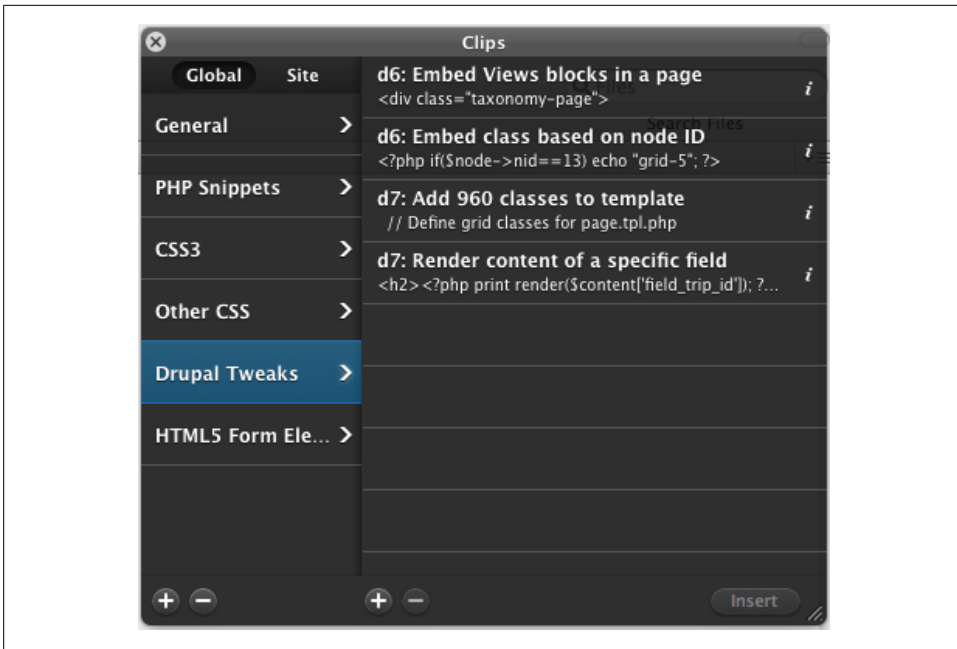 Clips
Global Site
General
PHP Snippets
CSS3
Other CSS
Drupal Tweaks
HTML5 Form Ele...
d6: Embed Views blocks in a page
<div class="taxonomy-page">
d6: Embed class based on node ID
<?php if($node->nid==13) echo "grid-5"; ?>
d7: Add 960 classes to template
// Define grid classes for page.tpl.php
d7: Render content of a specific field
<h2><?php print render($content['field_trip_id']); ?...
Files
Search Files
Insert